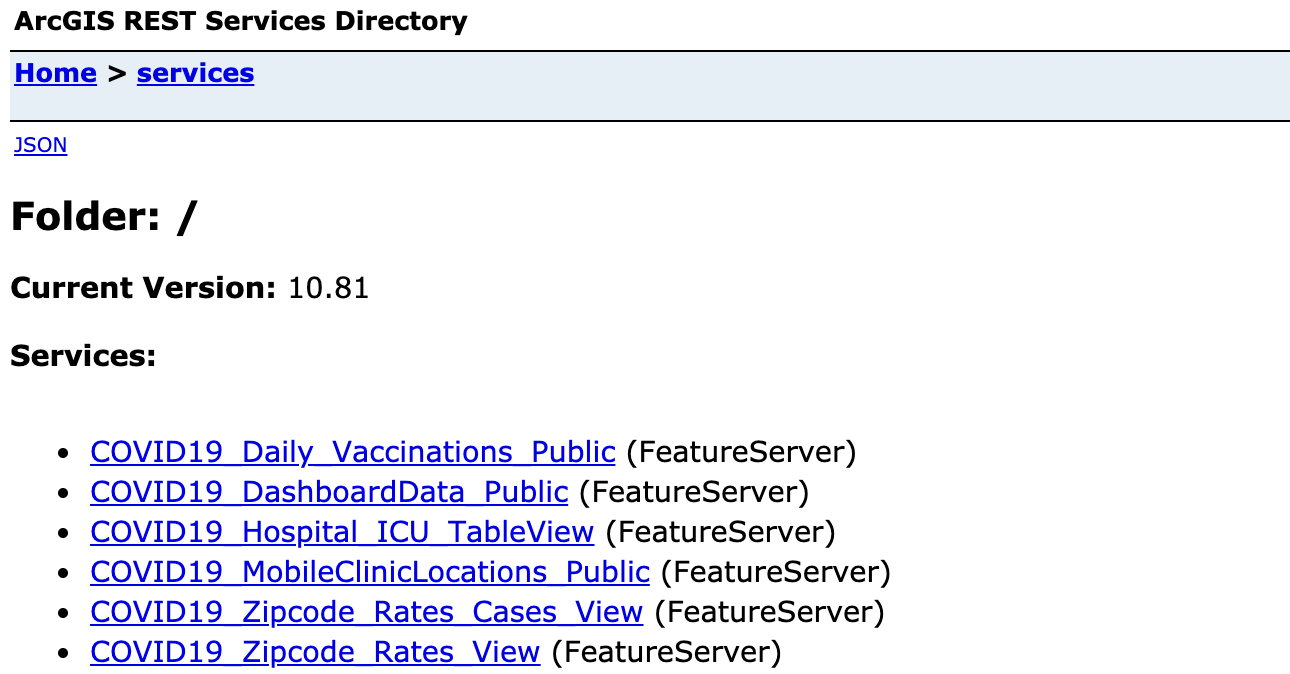 ArcGIS REST Services Directory
Home > services
JSON
Folder: /
Current Version: 10.81
Services:
• COVID19_Daily_Vaccinations_Public (FeatureServer)
• COVID19_DashboardData_Public (FeatureServer)
• COVID19_Hospital_ICU_TableView (FeatureServer)
• COVID19_MobileClinicLocations_Public (FeatureServer)
• COVID19_Zipcode_Rates_Cases_View (FeatureServer)
• COVID19_Zipcode_Rates_View (FeatureServer)